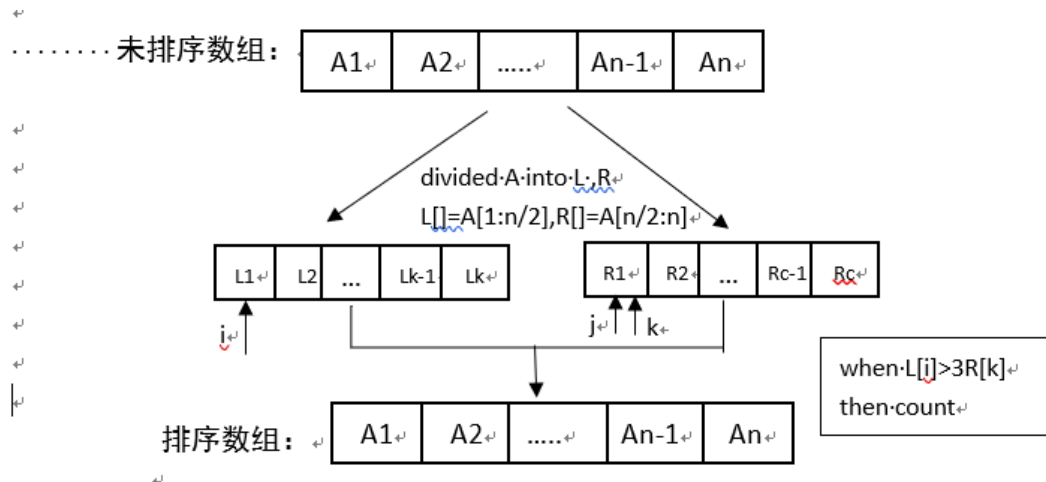 未排序数组：
A1 A2 ..... An-1 An
divided A into L ,R
L[]=A[1:n/2],R[]=A[n/2:n]
L1 L2 ... Lk-1 Lk R1 R2 ... Rc-1 Rc
i j k
when L[i]>3R[k]
then count
排序数组：
A1 A2 ..... An-1 An